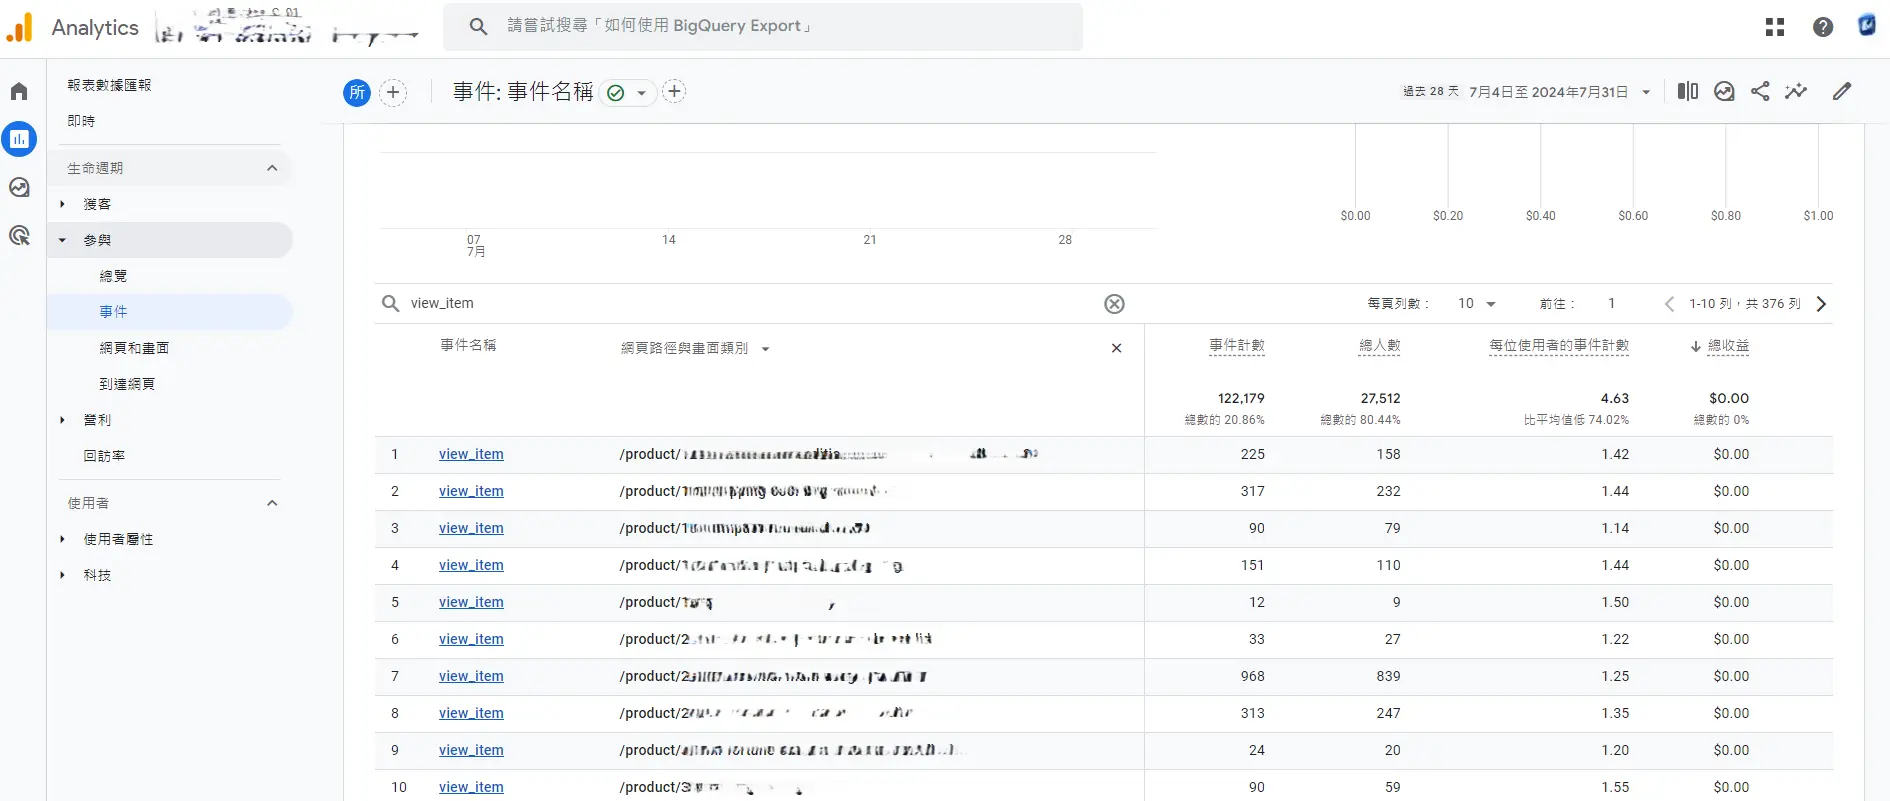 Analytics
請嘗試搜尋「如何使用 BigQuery Export」
報表數據匯報
即時
生命週期
獲客
參與
總覽
事件
網頁和畫面
到達網頁
營利
回訪率
使用者
使用者屬性
科技
所
事件: 事件名稱
過去 28 天 7月4日至 2024年7月31日
07 14 21 28
7月
$0.00 $0.20 $0.40 $0.60 $0.80 $1.00
view_item
每頁列數： 10 前往： 1 1-10 列，共 376 列
事件名稱 網頁路徑與畫面類別 事件計數 總人數 每位使用者的事件計數 總收益
122,179 27,512 4.63 $0.00
總數的 20.86% 總數的 80.44% 比平均值低 74.02% 總數的 0%
1 view_item /product/ 225 158 1.42 $0.00
2 view_item /product/1 317 232 1.44 $0.00
3 view_item /product/1 90 79 1.14 $0.00
4 view_item /product/1 151 110 1.44 $0.00
5 view_item /product/1 12 9 1.50 $0.00
6 view_item /product/2 33 27 1.22 $0.00
7 view_item /product/2 968 839 1.25 $0.00
8 view_item /product/2 313 247 1.35 $0.00
9 view_item /product/ 24 20 1.20 $0.00
10 view_item /product/3 90 59 1.55 $0.00